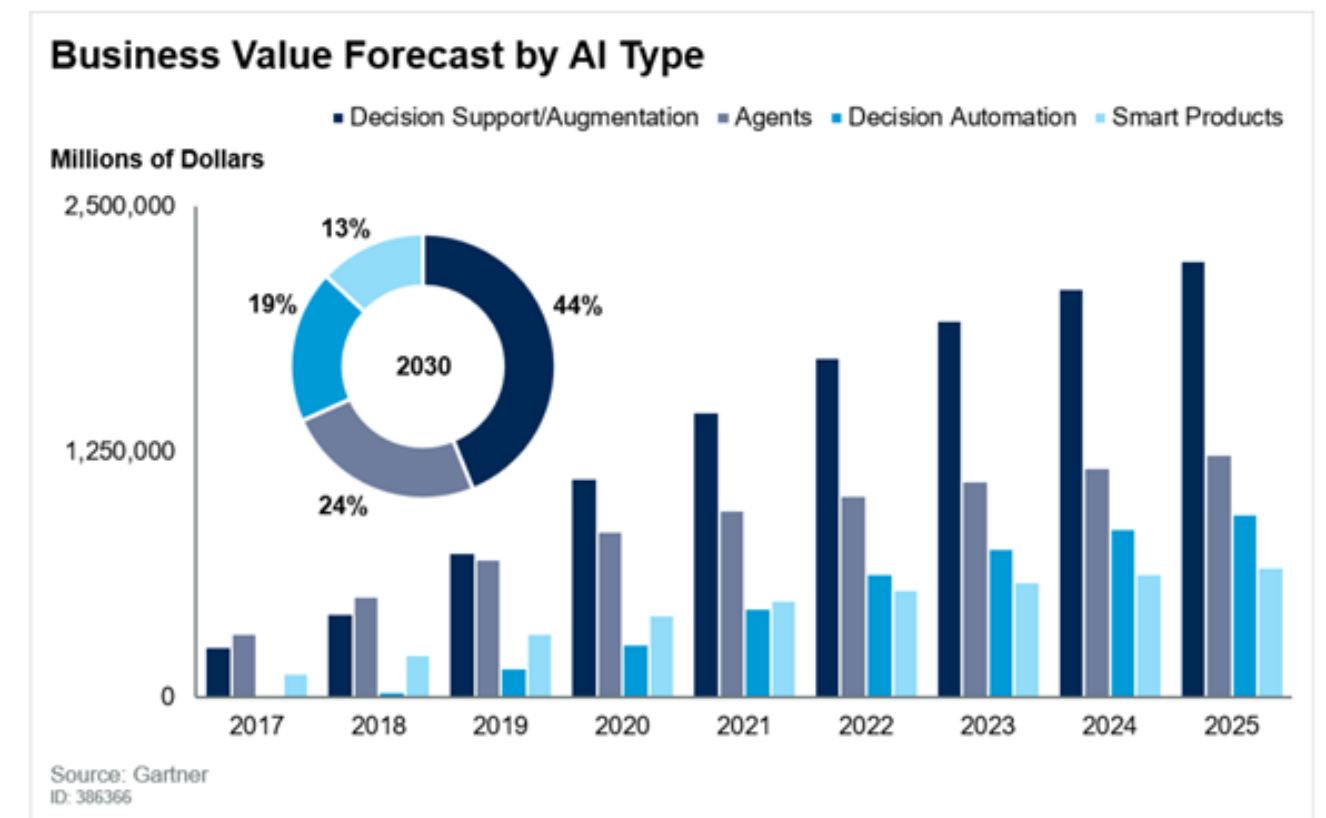 Business Value Forecast by AI Type
Decision Support/Augmentation Agents Decision Automation Smart Products
Millions of Dollars
2,500,000
13%
19%
44%
2030
1,250,000
24%
0
2017 2018 2019 2020 2021 2022 2023 2024 2025
Source: Gartner
ID: 386366